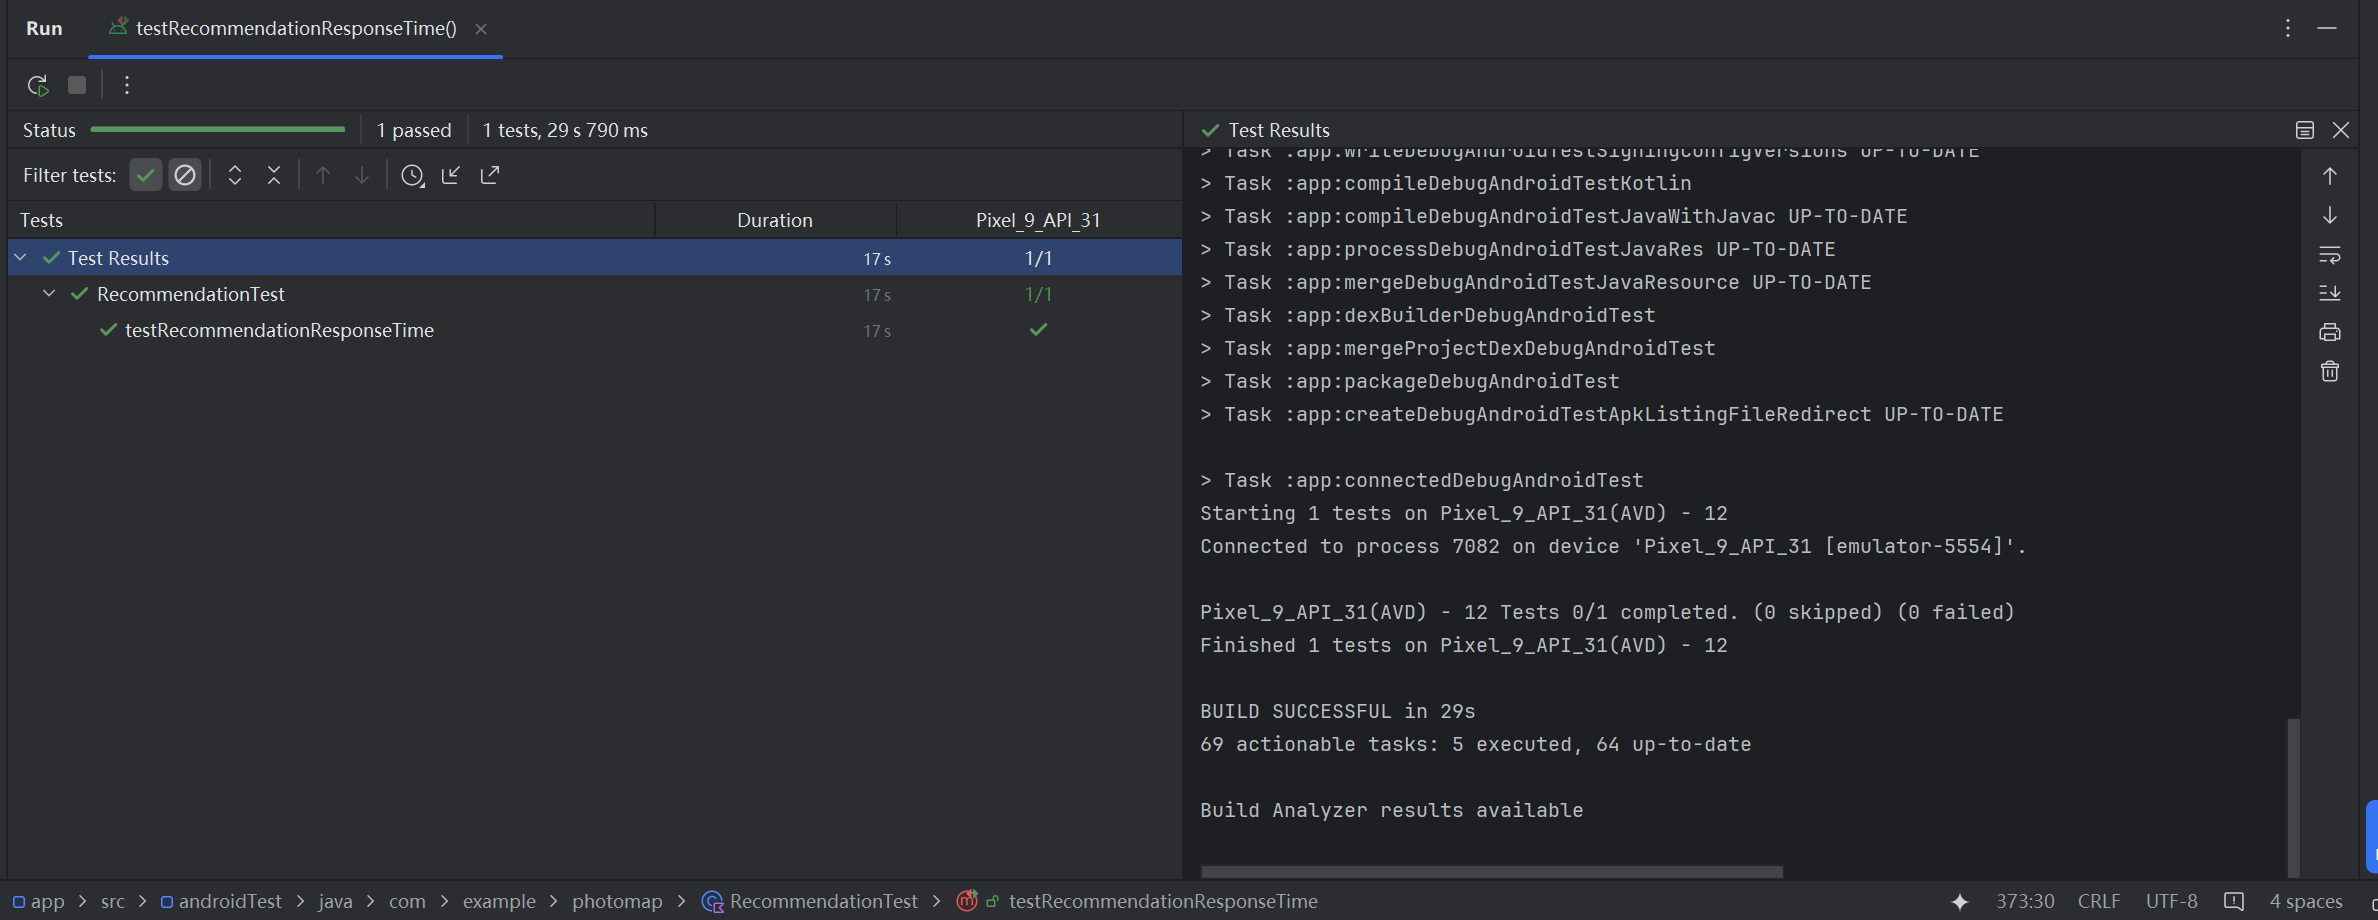 Run testRecommendationResponseTime()
Status 1 passed 1 tests, 29 s 790 ms
Filter tests:
Tests Duration Pixel_9_API_31
Test Results 17 s 1/1
RecommendationTest 17 s 1/1
testRecommendationResponseTime 17 s
Test Results
> Task :app:writeDebugAndroidTestSigningConfigVersions UP-TO-DATE
> Task :app:compileDebugAndroidTestKotlin
> Task :app:compileDebugAndroidTestJavaWithJavac UP-TO-DATE
> Task :app:processDebugAndroidTestJavaRes UP-TO-DATE
> Task :app:mergeDebugAndroidTestJavaResource UP-TO-DATE
> Task :app:dexBuilderDebugAndroidTest
> Task :app:mergeProjectDexDebugAndroidTest
> Task :app:packageDebugAndroidTest
> Task :app:createDebugAndroidTestApkListingFileRedirect UP-TO-DATE
> Task :app:connectedDebugAndroidTest
Starting 1 tests on Pixel_9_API_31(AVD) - 12
Connected to process 7082 on device 'Pixel_9_API_31 [emulator-5554]'.
Pixel_9_API_31(AVD) - 12 Tests 0/1 completed. (0 skipped) (0 failed)
Finished 1 tests on Pixel_9_API_31(AVD) - 12
BUILD SUCCESSFUL in 29s
69 actionable tasks: 5 executed, 64 up-to-date
Build Analyzer results available
app > src > androidTest > java > com > example > photomap > RecommendationTest > testRecommendationResponseTime 373:30 CRLF UTF-8 4 spaces